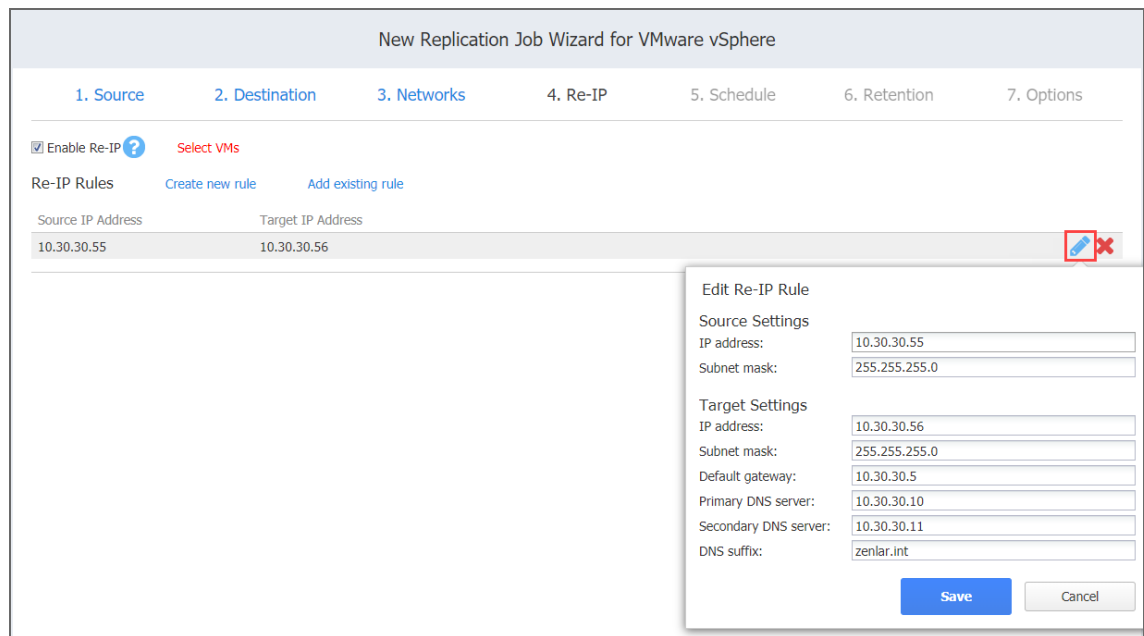 New Replication Job Wizard for VMware vSphere
1. Source 2. Destination 3. Networks 4. Re-IP 5. Schedule 6. Retention 7. Options
Enable Re-IP ? Select VMs
Re-IP Rules Create new rule Add existing rule
Source IP Address Target IP Address
10.30.30.55 10.30.30.56
Edit Re-IP Rule
Source Settings
IP address: 10.30.30.55
Subnet mask: 255.255.255.0
Target Settings
IP address: 10.30.30.56
Subnet mask: 255.255.255.0
Default gateway: 10.30.30.5
Primary DNS server: 10.30.30.10
Secondary DNS server: 10.30.30.11
DNS suffix: zenlar.int
Save Cancel